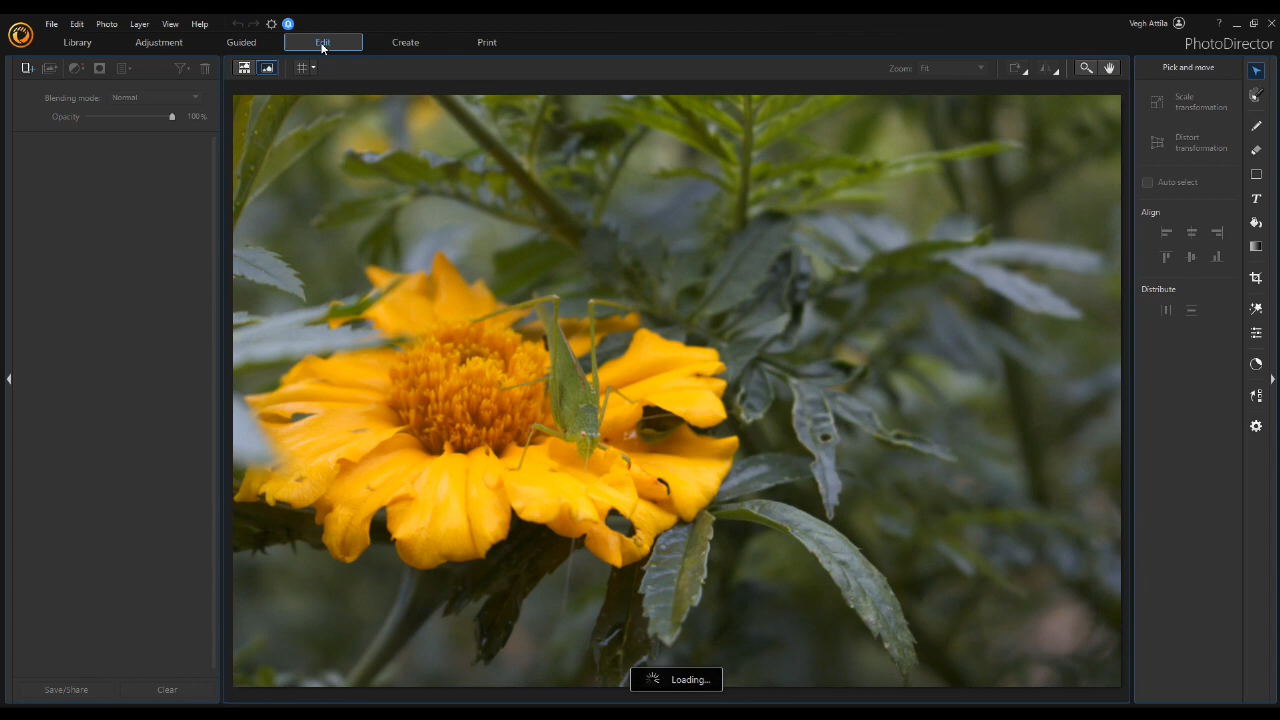 File Edit Photo Layer View Help
Vegh Attila
?
Library Adjustment Guided Edit Create Print
PhotoDirector
Zoom: Fit
Pick and move
Blending mode: Normal
Opacity 100%
Scale
transformation
Distort
transformation
Auto select
Align
Distribute
T
Loading...
Save/Share Clear